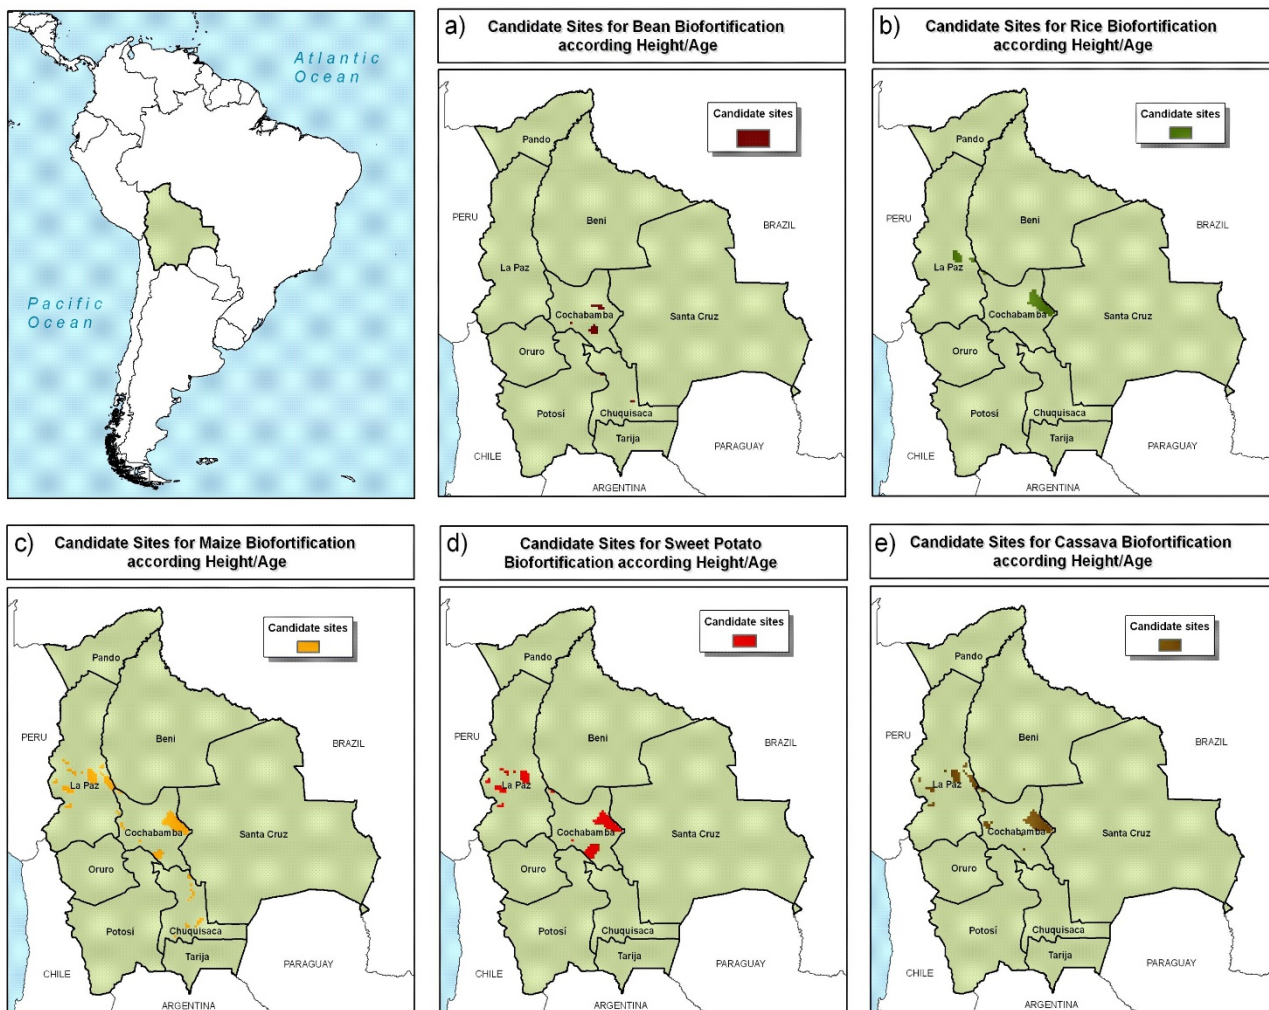 Atlantic
Ocean
Pacific
Ocean
a)
Candidate Sites for Bean Biofortification
according Height/Age
Candidate sites
Pando
PERU
Beni
BRAZIL
La Paz
Cochabamba
Santa Cruz
Oruro
Potosí
Chuquisaca
Tarija
PARAGUAY
CHILE
ARGENTINA
b)
Candidate Sites for Rice Biofortification
according Height/Age
Candidate sites
Pando
PERU
Beni
BRAZIL
La Paz
Cochabamba
Santa Cruz
Oruro
Potosí
Chuquisaca
Tarija
PARAGUAY
CHILE
ARGENTINA
c)
Candidate Sites for Maize Biofortification
according Height/Age
Candidate sites
Pando
PERU
Beni
BRAZIL
La Paz
Cochabamba
Santa Cruz
Oruro
Potosí
Chuquisaca
Tarija
PARAGUAY
CHILE
ARGENTINA
d)
Candidate Sites for Sweet Potato
Biofortification according Height/Age
Candidate sites
Pando
PERU
Beni
BRAZIL
La Paz
Cochabamba
Santa Cruz
Oruro
Potosí
Chuquisaca
Tarija
PARAGUAY
CHILE
ARGENTINA
e)
Candidate Sites for Cassava Biofortification
according Height/Age
Candidate sites
Pando
PERU
Beni
BRAZIL
La Paz
Cochabamba
Santa Cruz
Oruro
Potosí
Chuquisaca
Tarija
PARAGUAY
CHILE
ARGENTINA